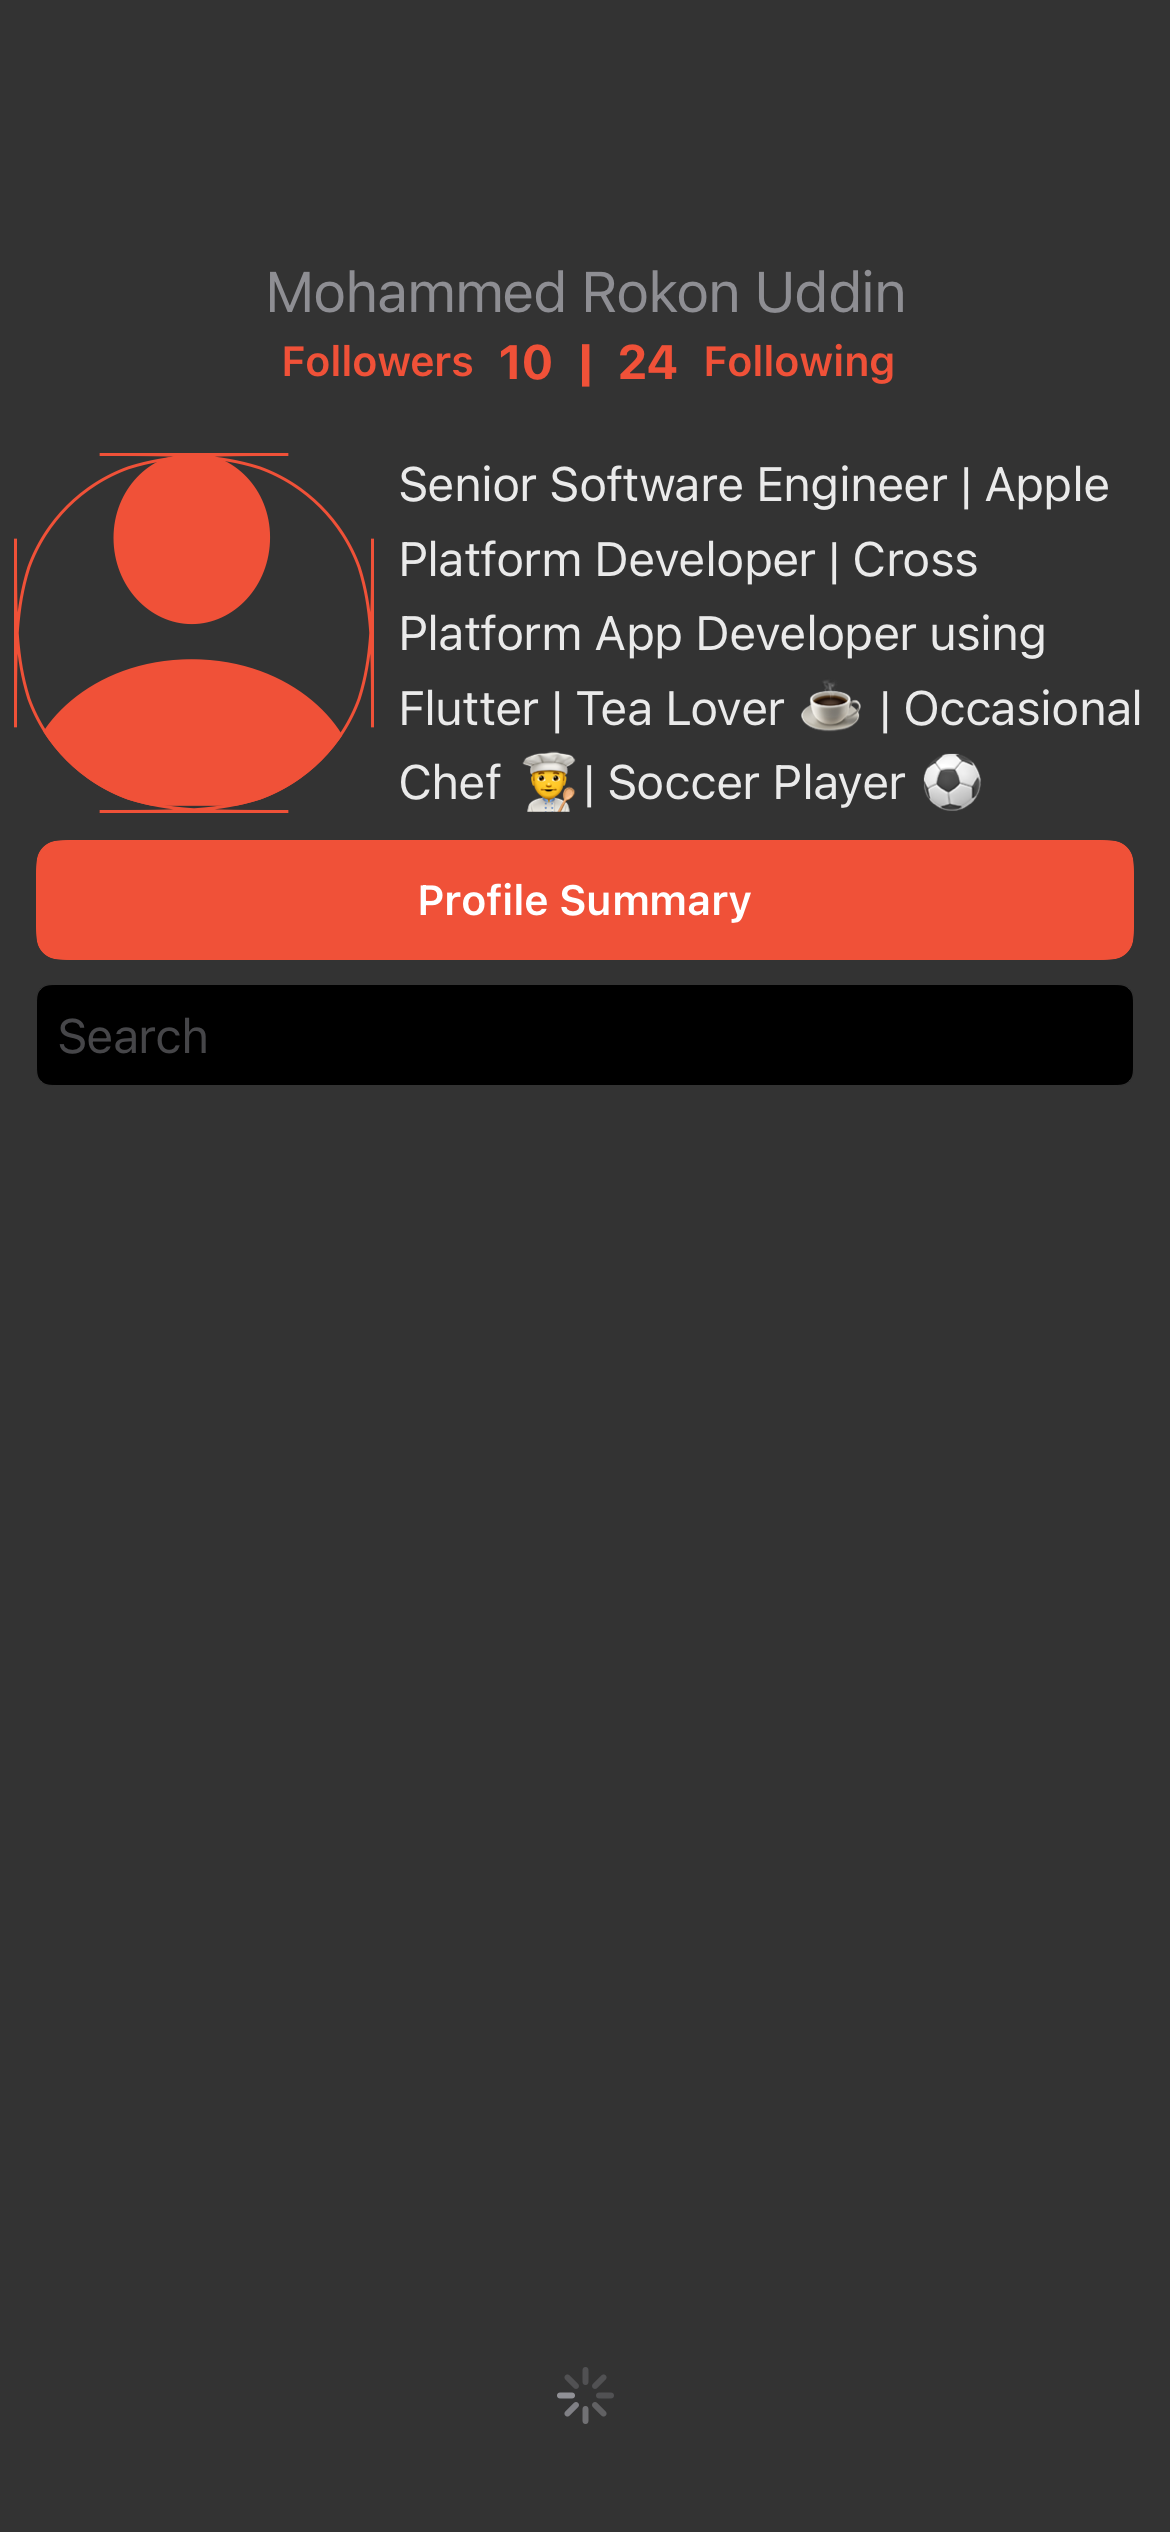 Mohammed Rokon Uddin
Followers 10 | 24 Following
Senior Software Engineer | Apple
Platform Developer | Cross
Platform App Developer using
Flutter | Tea Lover ☕ | Occasional
Chef 🧑‍🍳| Soccer Player ⚽
Profile Summary
Search